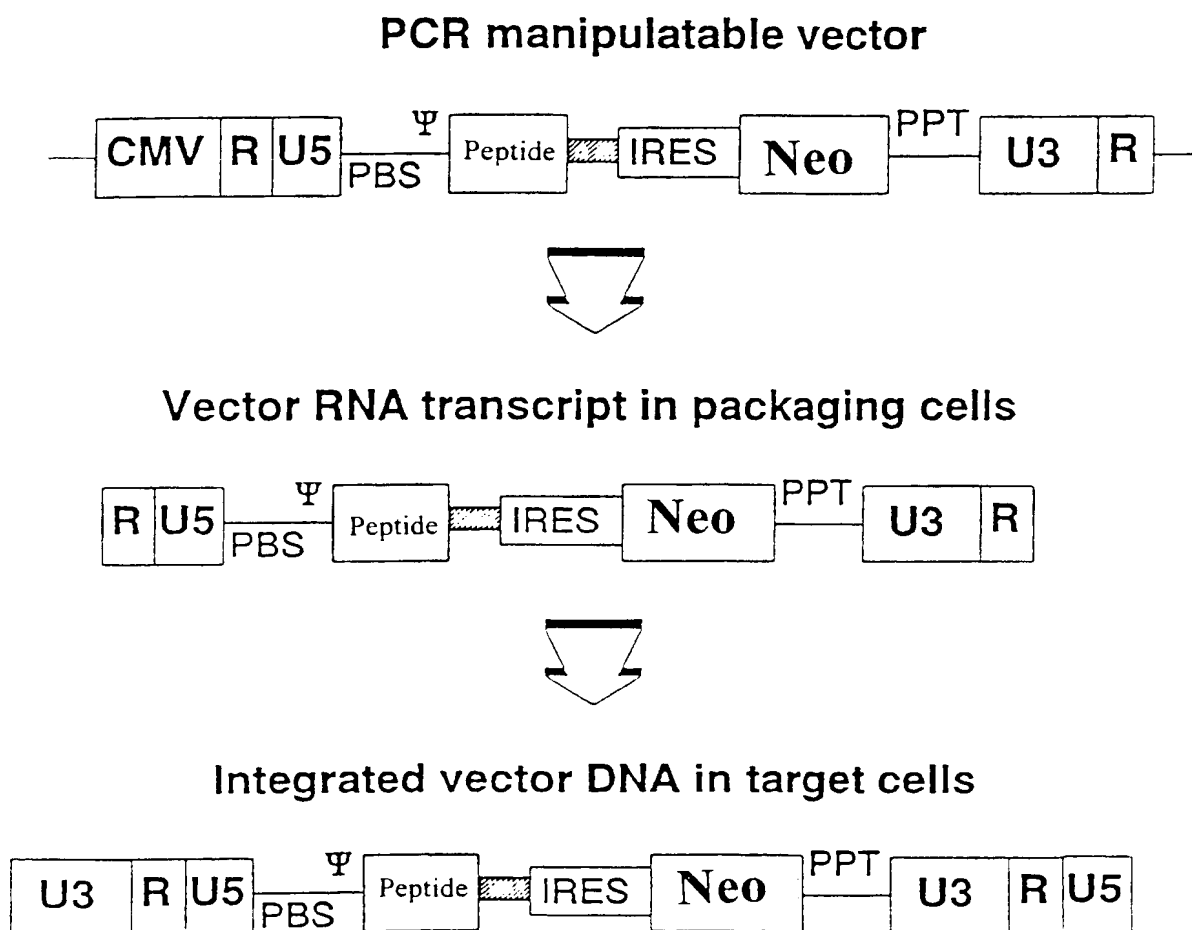 PCR manipulatable vector
CMV R U5 PBS Ψ Peptide IRES Neo PPT U3 R
Vector RNA transcript in packaging cells
R U5 PBS Ψ Peptide IRES Neo PPT U3 R
Integrated vector DNA in target cells
U3 R U5 PBS Ψ Peptide IRES Neo PPT U3 R U5